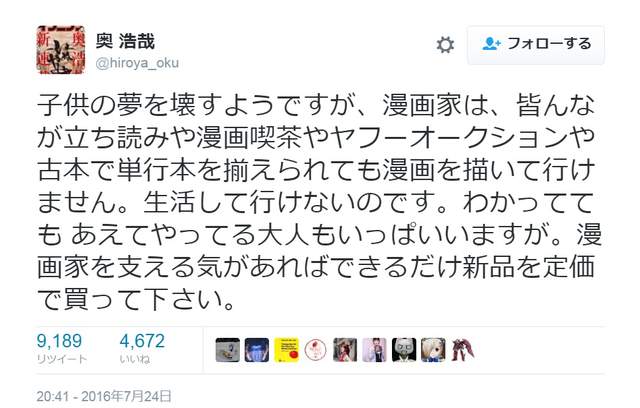 奥 浩哉
@hiroya_oku
フォローする
子供の夢を壊すようですが、漫画家は、皆んな
が立ち読みや漫画喫茶やヤフーオークションや
古本で単行本を揃えられても漫画を描いて行け
ません。生活して行けないのです。わかってて
も あえてやってる大人もいっぱいいますが。漫
画家を支える気があればできるだけ新品を定価
で買って下さい。
9,189 4,672
リツイート いいね
20:41 - 2016年7月24日